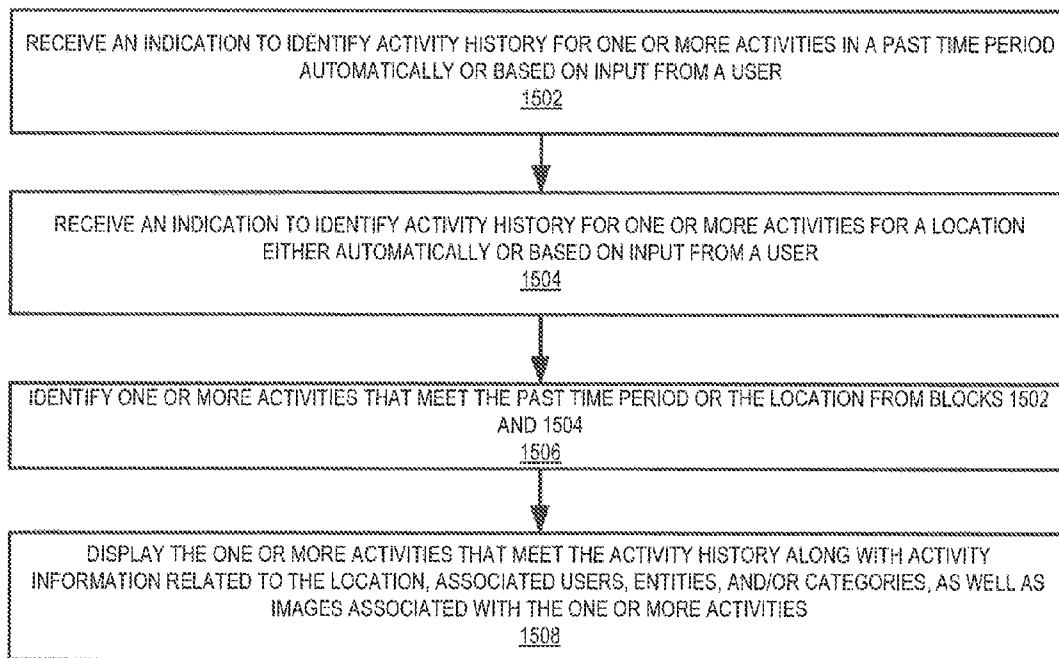 RECEIVE AN INDICATION TO IDENTIFY ACTIVITY HISTORY FOR ONE OR MORE ACTIVITIES IN A PAST TIME PERIOD
AUTOMATICALLY OR BASED ON INPUT FROM A USER
1502
RECEIVE AN INDICATION TO IDENTIFY ACTIVITY HISTORY FOR ONE OR MORE ACTIVITIES FOR A LOCATION
EITHER AUTOMATICALLY OR BASED ON INPUT FROM A USER
1504
IDENTIFY ONE OR MORE ACTIVITIES THAT MEET THE PAST TIME PERIOD OR THE LOCATION FROM BLOCKS 1502
AND 1504
1506
DISPLAY THE ONE OR MORE ACTIVITIES THAT MEET THE ACTIVITY HISTORY ALONG WITH ACTIVITY
INFORMATION RELATED TO THE LOCATION, ASSOCIATED USERS, ENTITIES, AND/OR CATEGORIES, AS WELL AS
IMAGES ASSOCIATED WITH THE ONE OR MORE ACTIVITIES
1508